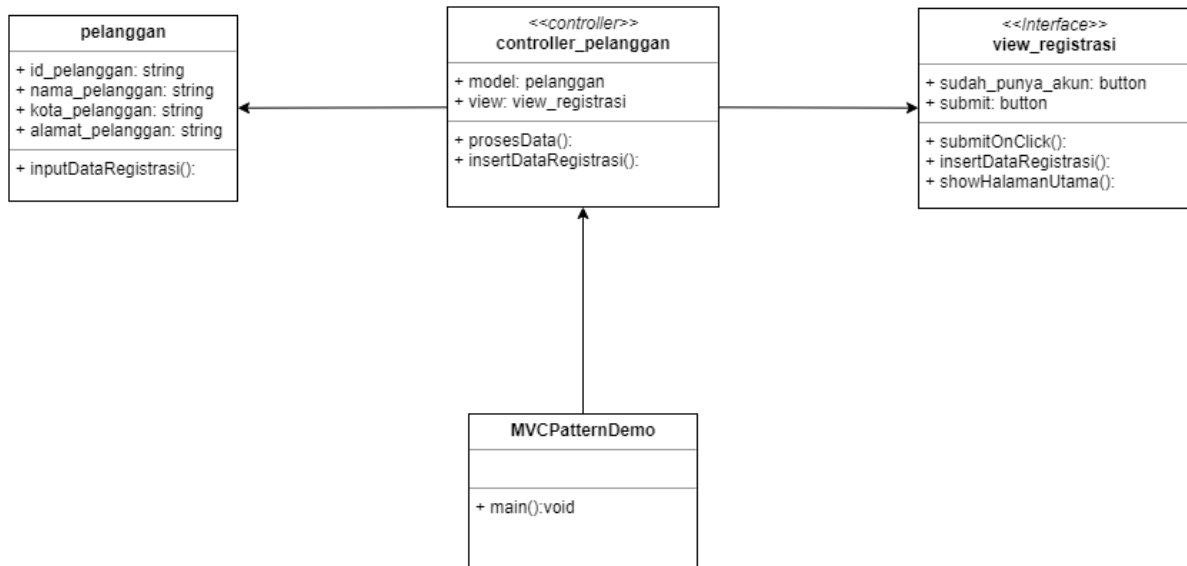 pelanggan
+ id_pelanggan: string
+ nama_pelanggan: string
+ kota_pelanggan: string
+ alamat_pelanggan: string
+ inputDataRegistrasi():
<<controller>>
controller_pelanggan
+ model: pelanggan
+ view: view_registrasi
+ prosesData():
+ insertDataRegistrasi():
<<Interface>>
view_registrasi
+ sudah_punya_akun: button
+ submit: button
+ submitOnClick():
+ insertDataRegistrasi():
+ showHalamanUtama():
MVCPatternDemo
+ main():void